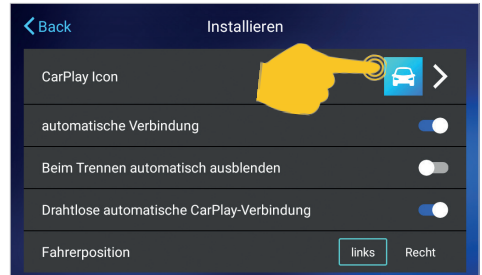 Back
Installieren
CarPlay Icon
automatische Verbindung
Beim Trennen automatisch ausblenden
Drahtlose automatische CarPlay-Verbindung
Fahrerposition
links
Recht